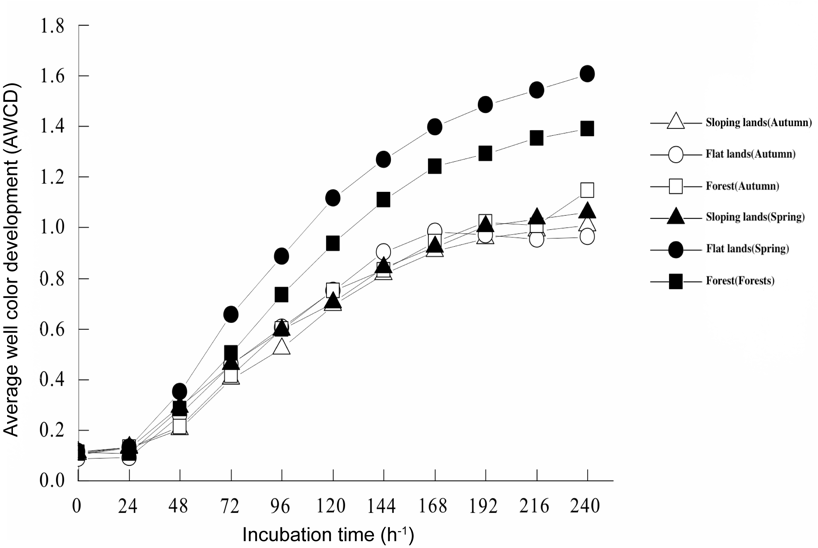 1.8
1.6
1.4
1.2
1.0
0.8
0.6
0.4
0.2
0.0
Average well color development (AWCD)
0 24 48 72 96 120 144 168 192 216 240
Incubation time (h-1)
Sloping lands(Autumn)
Flat lands(Autumn)
Forest(Autumn)
Sloping lands(Spring)
Flat lands(Spring)
Forest(Forests)